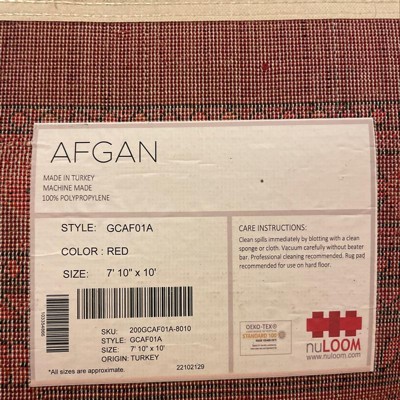 AFGAN
MADE IN TURKEY
MACHINE MADE
100% POLYPROPYLENE
STYLE: GCAF01A
COLOR : RED
SIZE: 7' 10" x 10'
SKU: 200GCAF01A-8010
STYLE: GCAF01A
SIZE: 7' 10" x 10'
ORIGIN: TURKEY
*All sizes are approximate.
22102129
CARE INSTRUCTIONS:
Clean spills immediately by blotting with a clean
sponge or cloth. Vacuum carefully without beater
bar. Professional cleaning recommended. Rug pad
recommended for use on hard floor.
OEKO-TEX®
STANDARD 100
nuLOOM
www.nuloom.com